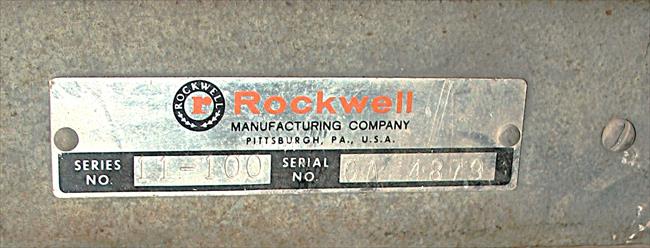 ROCKWELL
r Rockwell
MANUFACTURING COMPANY
PITTSBURGH, PA., U.S.A.
SERIES NO. 11-100 SERIAL NO.